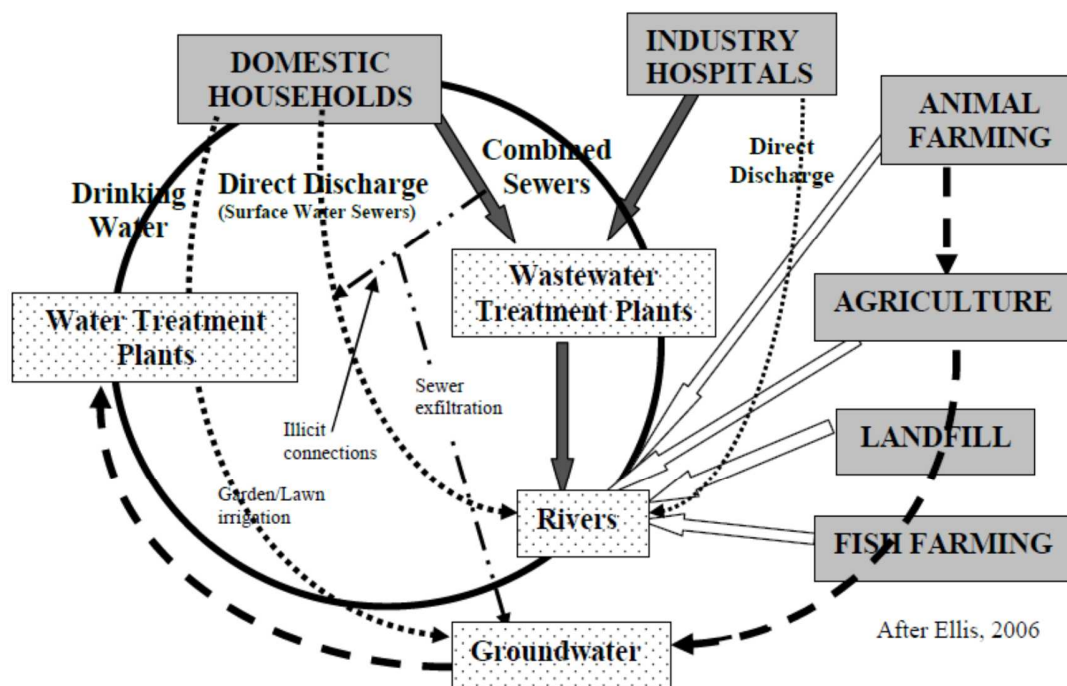 DOMESTIC
HOUSEHOLDS
INDUSTRY
HOSPITALS
ANIMAL
FARMING
Combined
Sewers
Direct
Discharge
Drinking
Water
Direct Discharge
(Surface Water Sewers)
Wastewater
Treatment Plants
AGRICULTURE
Water Treatment
Plants
Sewer
exfiltration
Illicit
connections
LANDFILL
Garden/Lawn
irrigation
Rivers
FISH FARMING
Groundwater
After Ellis, 2006